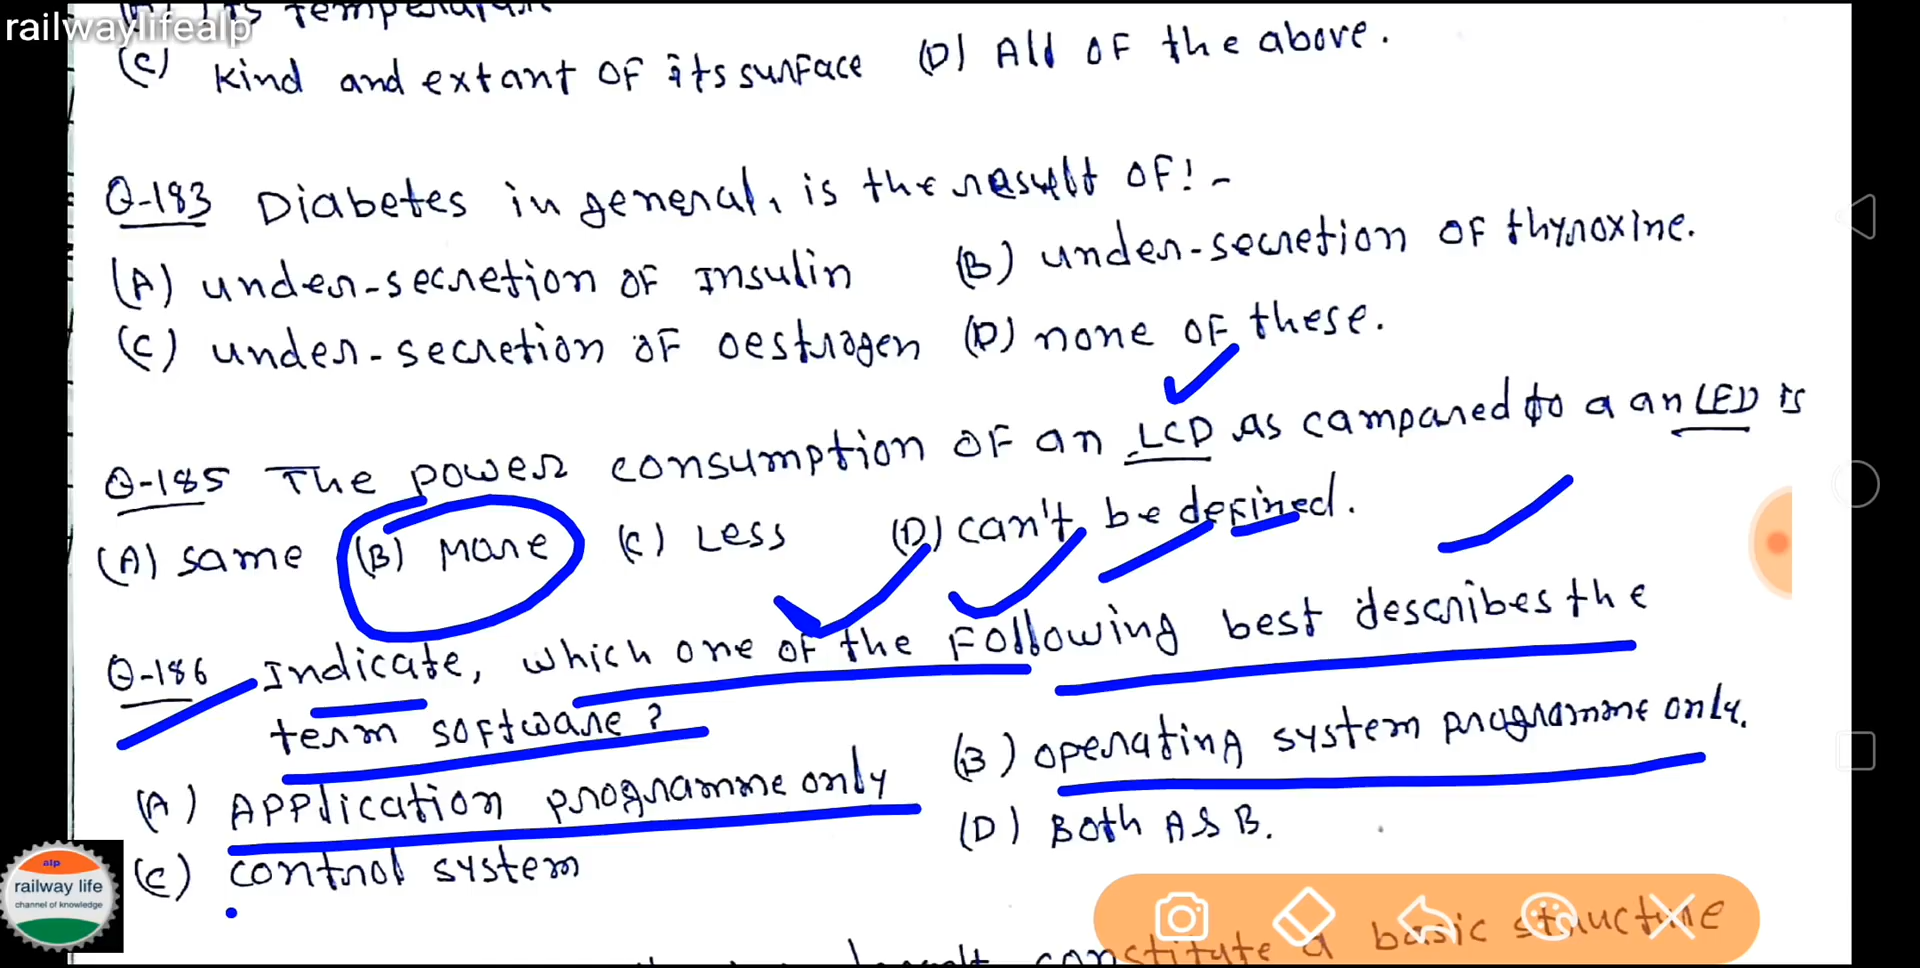 railwaylifealp
Its temperature
(C) Kind and extant of its surface (D) All of the above.
Q-183 Diabetes in general, is the result of:-
(A) under-secretion of Insulin (B) under-secretion of thyroxine.
(C) under-secretion of oestrogen (D) none of these.
Q-185 The power consumption of an LCD as compared to a an LED is
(A) same (B) More (C) Less (D) can't be defined.
Q-186 Indicate, which one of the following best describes the
term software?
(A) Application programme only (B) operating system programme only.
(C) control system (D) Both A & B.
constitute a basic structure
alp
railway life
channel of knowledge